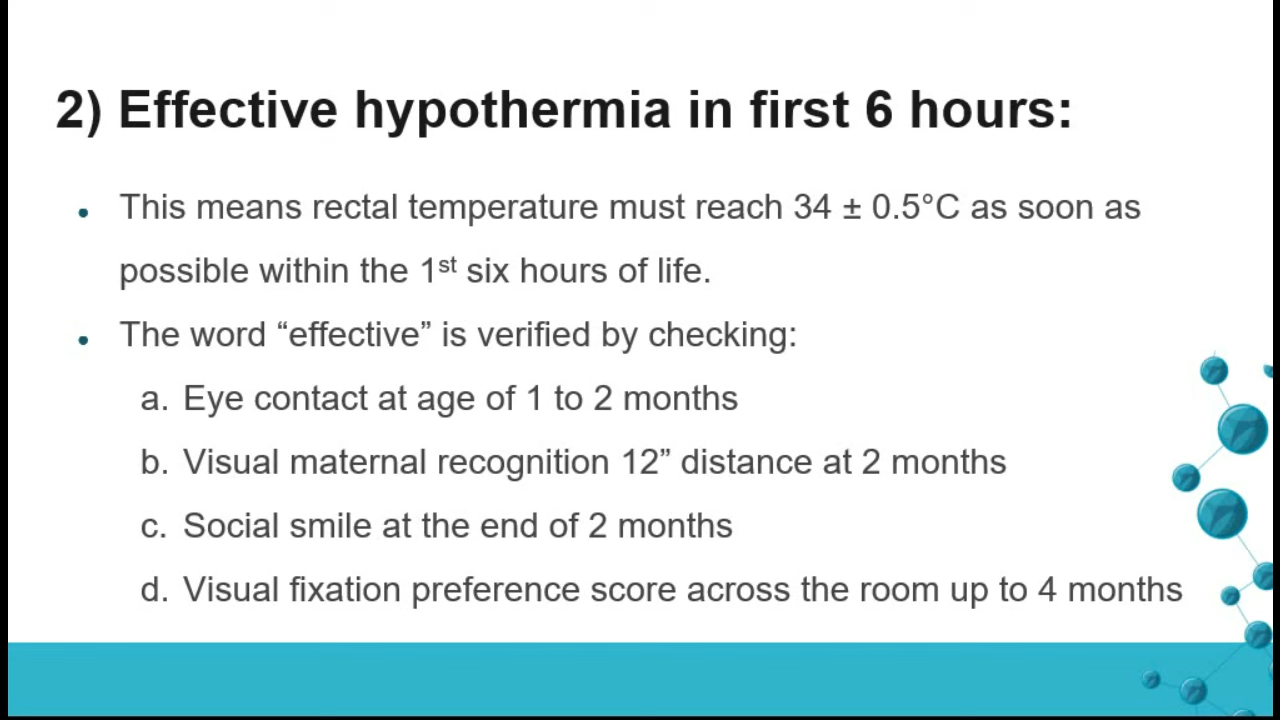 2) Effective hypothermia in first 6 hours:
• This means rectal temperature must reach 34 ± 0.5°C as soon as
possible within the 1st six hours of life.
• The word “effective” is verified by checking:
a. Eye contact at age of 1 to 2 months
b. Visual maternal recognition 12” distance at 2 months
c. Social smile at the end of 2 months
d. Visual fixation preference score across the room up to 4 months